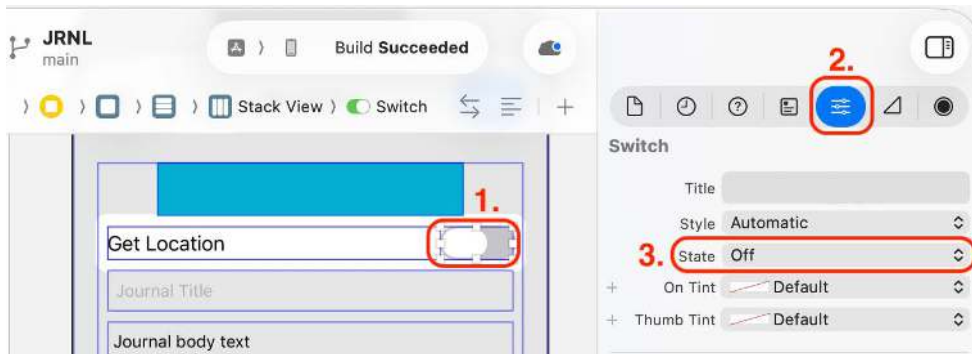 JRNL
main
Build Succeeded
Stack View
Switch
1.
Get Location
Journal Title
Journal body text
2.
Switch
Title
Style Automatic
3. State Off
On Tint Default
Thumb Tint Default